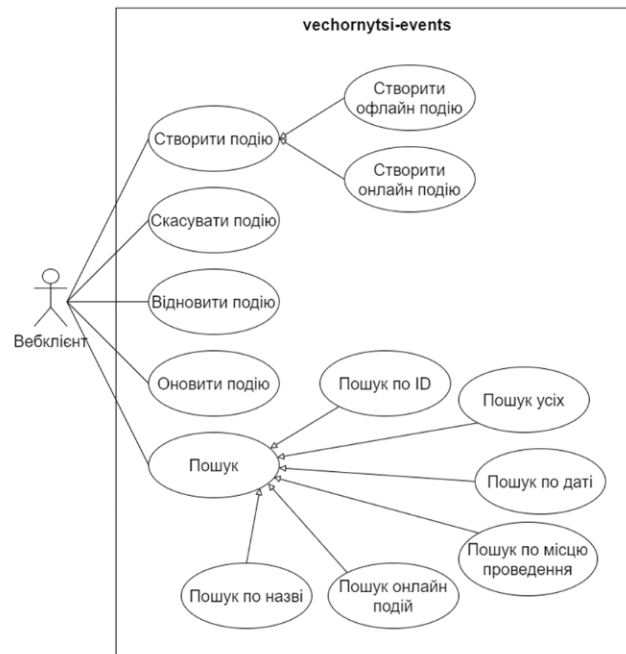 vechornytsi-events
Створити
офлайн подію
Створити подію
Створити
онлайн подію
Скасувати подію
Відновити подію
Вебклієнт
Оновити подію
Пошук по ID
Пошук усіх
Пошук
Пошук по даті
Пошук по місцю
проведення
Пошук онлайн
подій
Пошук по назві